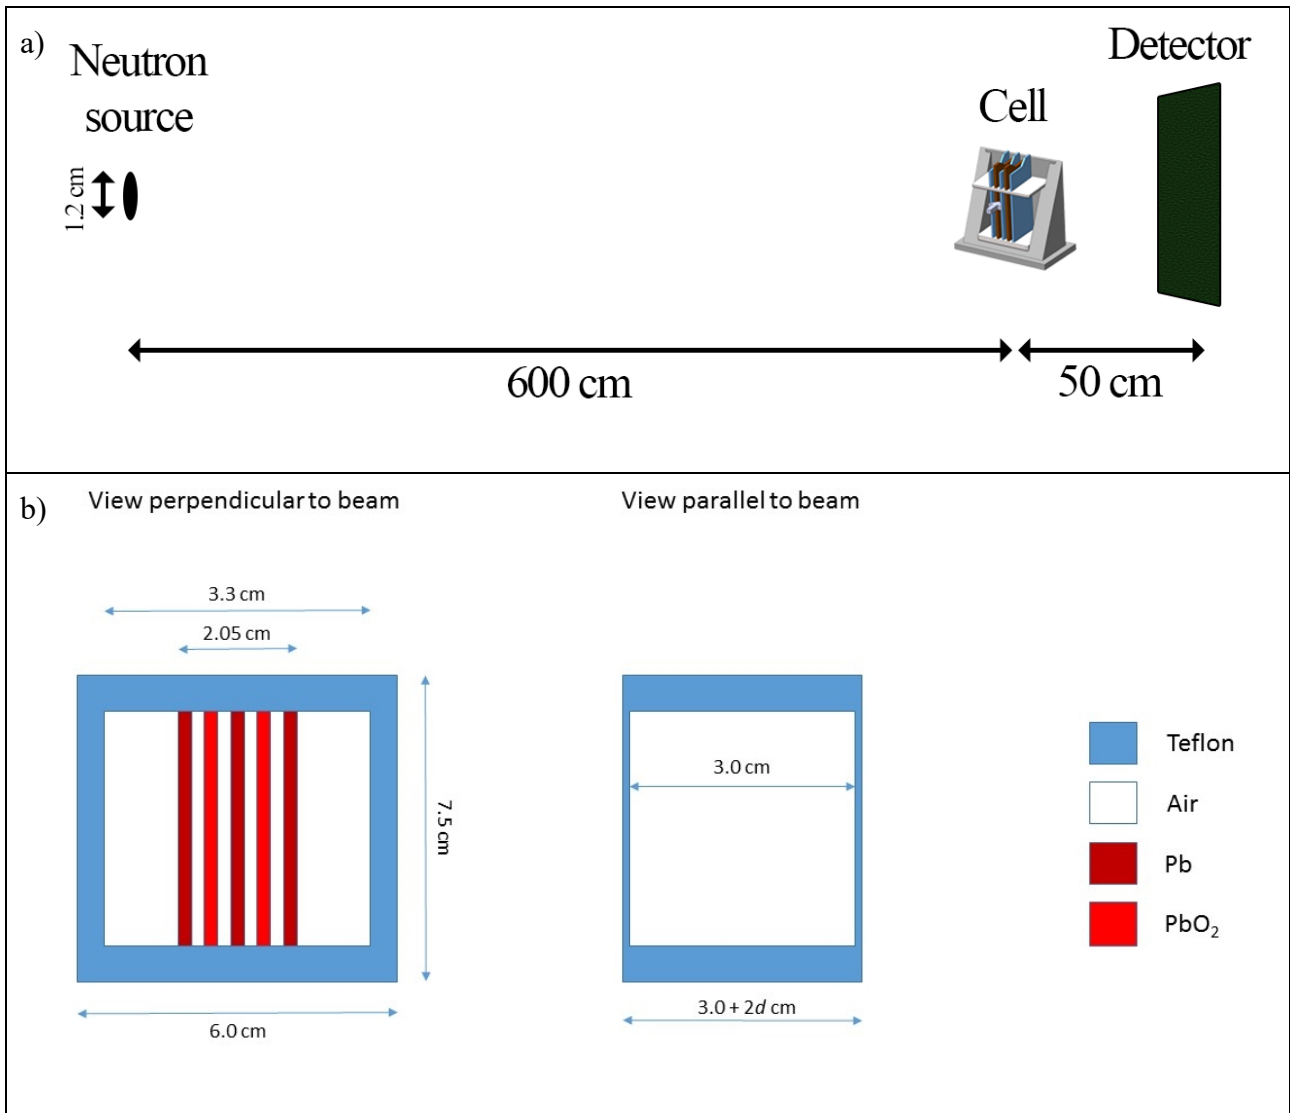 a)
Neutron
source
1.2 cm
Cell
Detector
600 cm
50 cm
b)
View perpendicular to beam
View parallel to beam
3.3 cm
2.05 cm
7.5 cm
6.0 cm
3.0 cm
3.0 + 2d cm
Teflon
Air
Pb
PbO₂